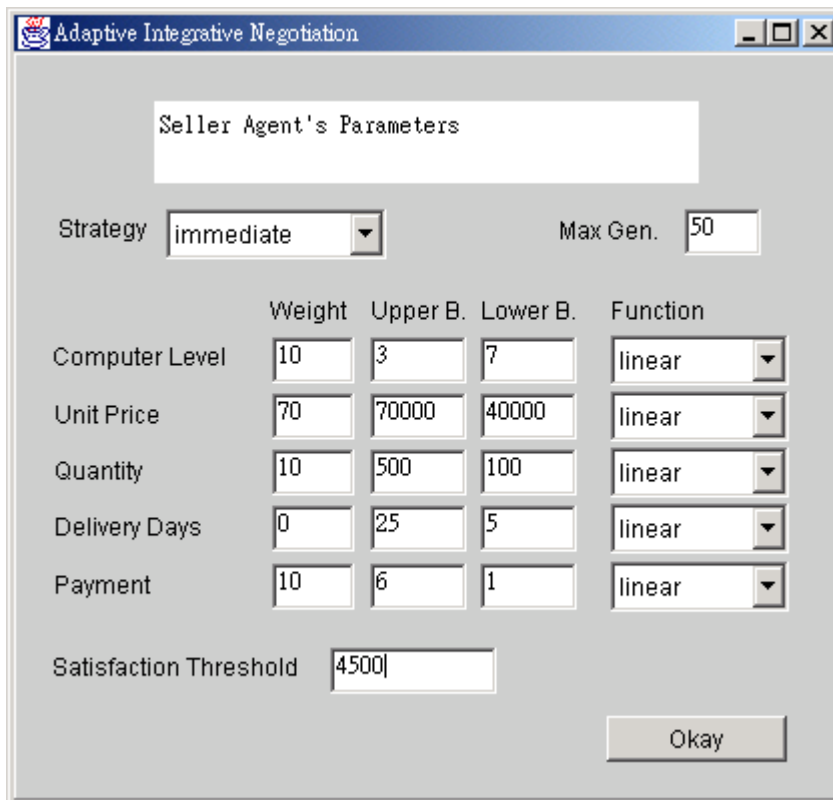 Adaptive Integrative Negotiation
Seller Agent's Parameters
Strategy immediate Max Gen. 50
Weight Upper B. Lower B. Function
Computer Level 10 3 7 linear
Unit Price 70 70000 40000 linear
Quantity 10 500 100 linear
Delivery Days 0 25 5 linear
Payment 10 6 1 linear
Satisfaction Threshold 4500
Okay